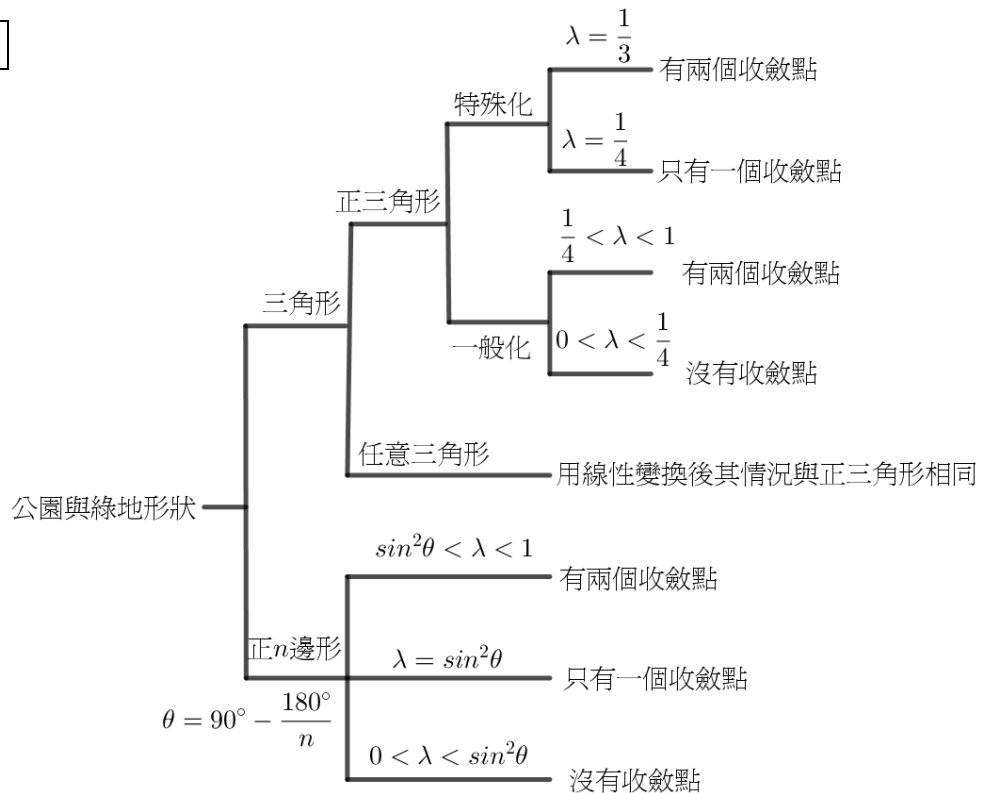 λ = 1/3
有兩個收斂點
特殊化
λ = 1/4
只有一個收斂點
正三角形
1/4 < λ < 1
有兩個收斂點
三角形
一般化
0 < λ < 1/4
沒有收斂點
任意三角形
用線性變換後其情況與正三角形相同
公園與綠地形狀
sin²θ < λ < 1
有兩個收斂點
正n邊形
λ = sin²θ
只有一個收斂點
θ = 90° − 180°/n
0 < λ < sin²θ
沒有收斂點